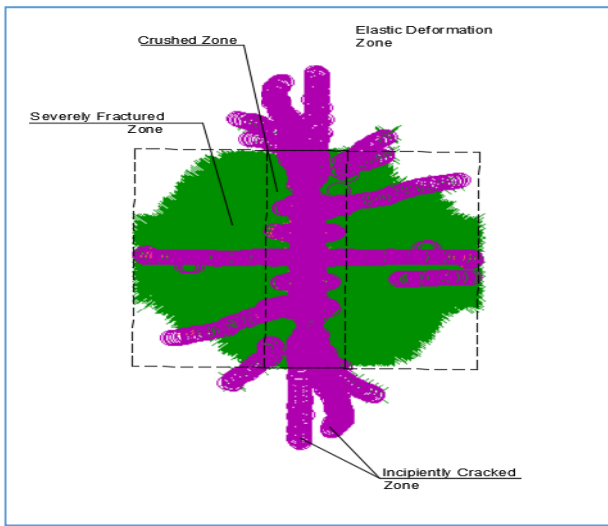 Crushed Zone
Elastic Deformation
Zone
Severely Fractured
Zone
Incipiently Cracked
Zone